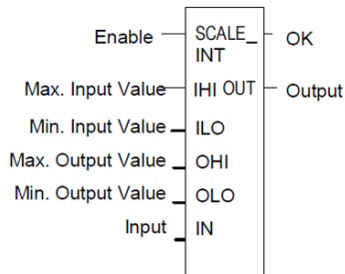 Enable SCALE_ OK
INT
Max. Input Value IHI OUT Output
Min. Input Value ILO
Max. Output Value OHI
Min. Output Value OLO
Input IN